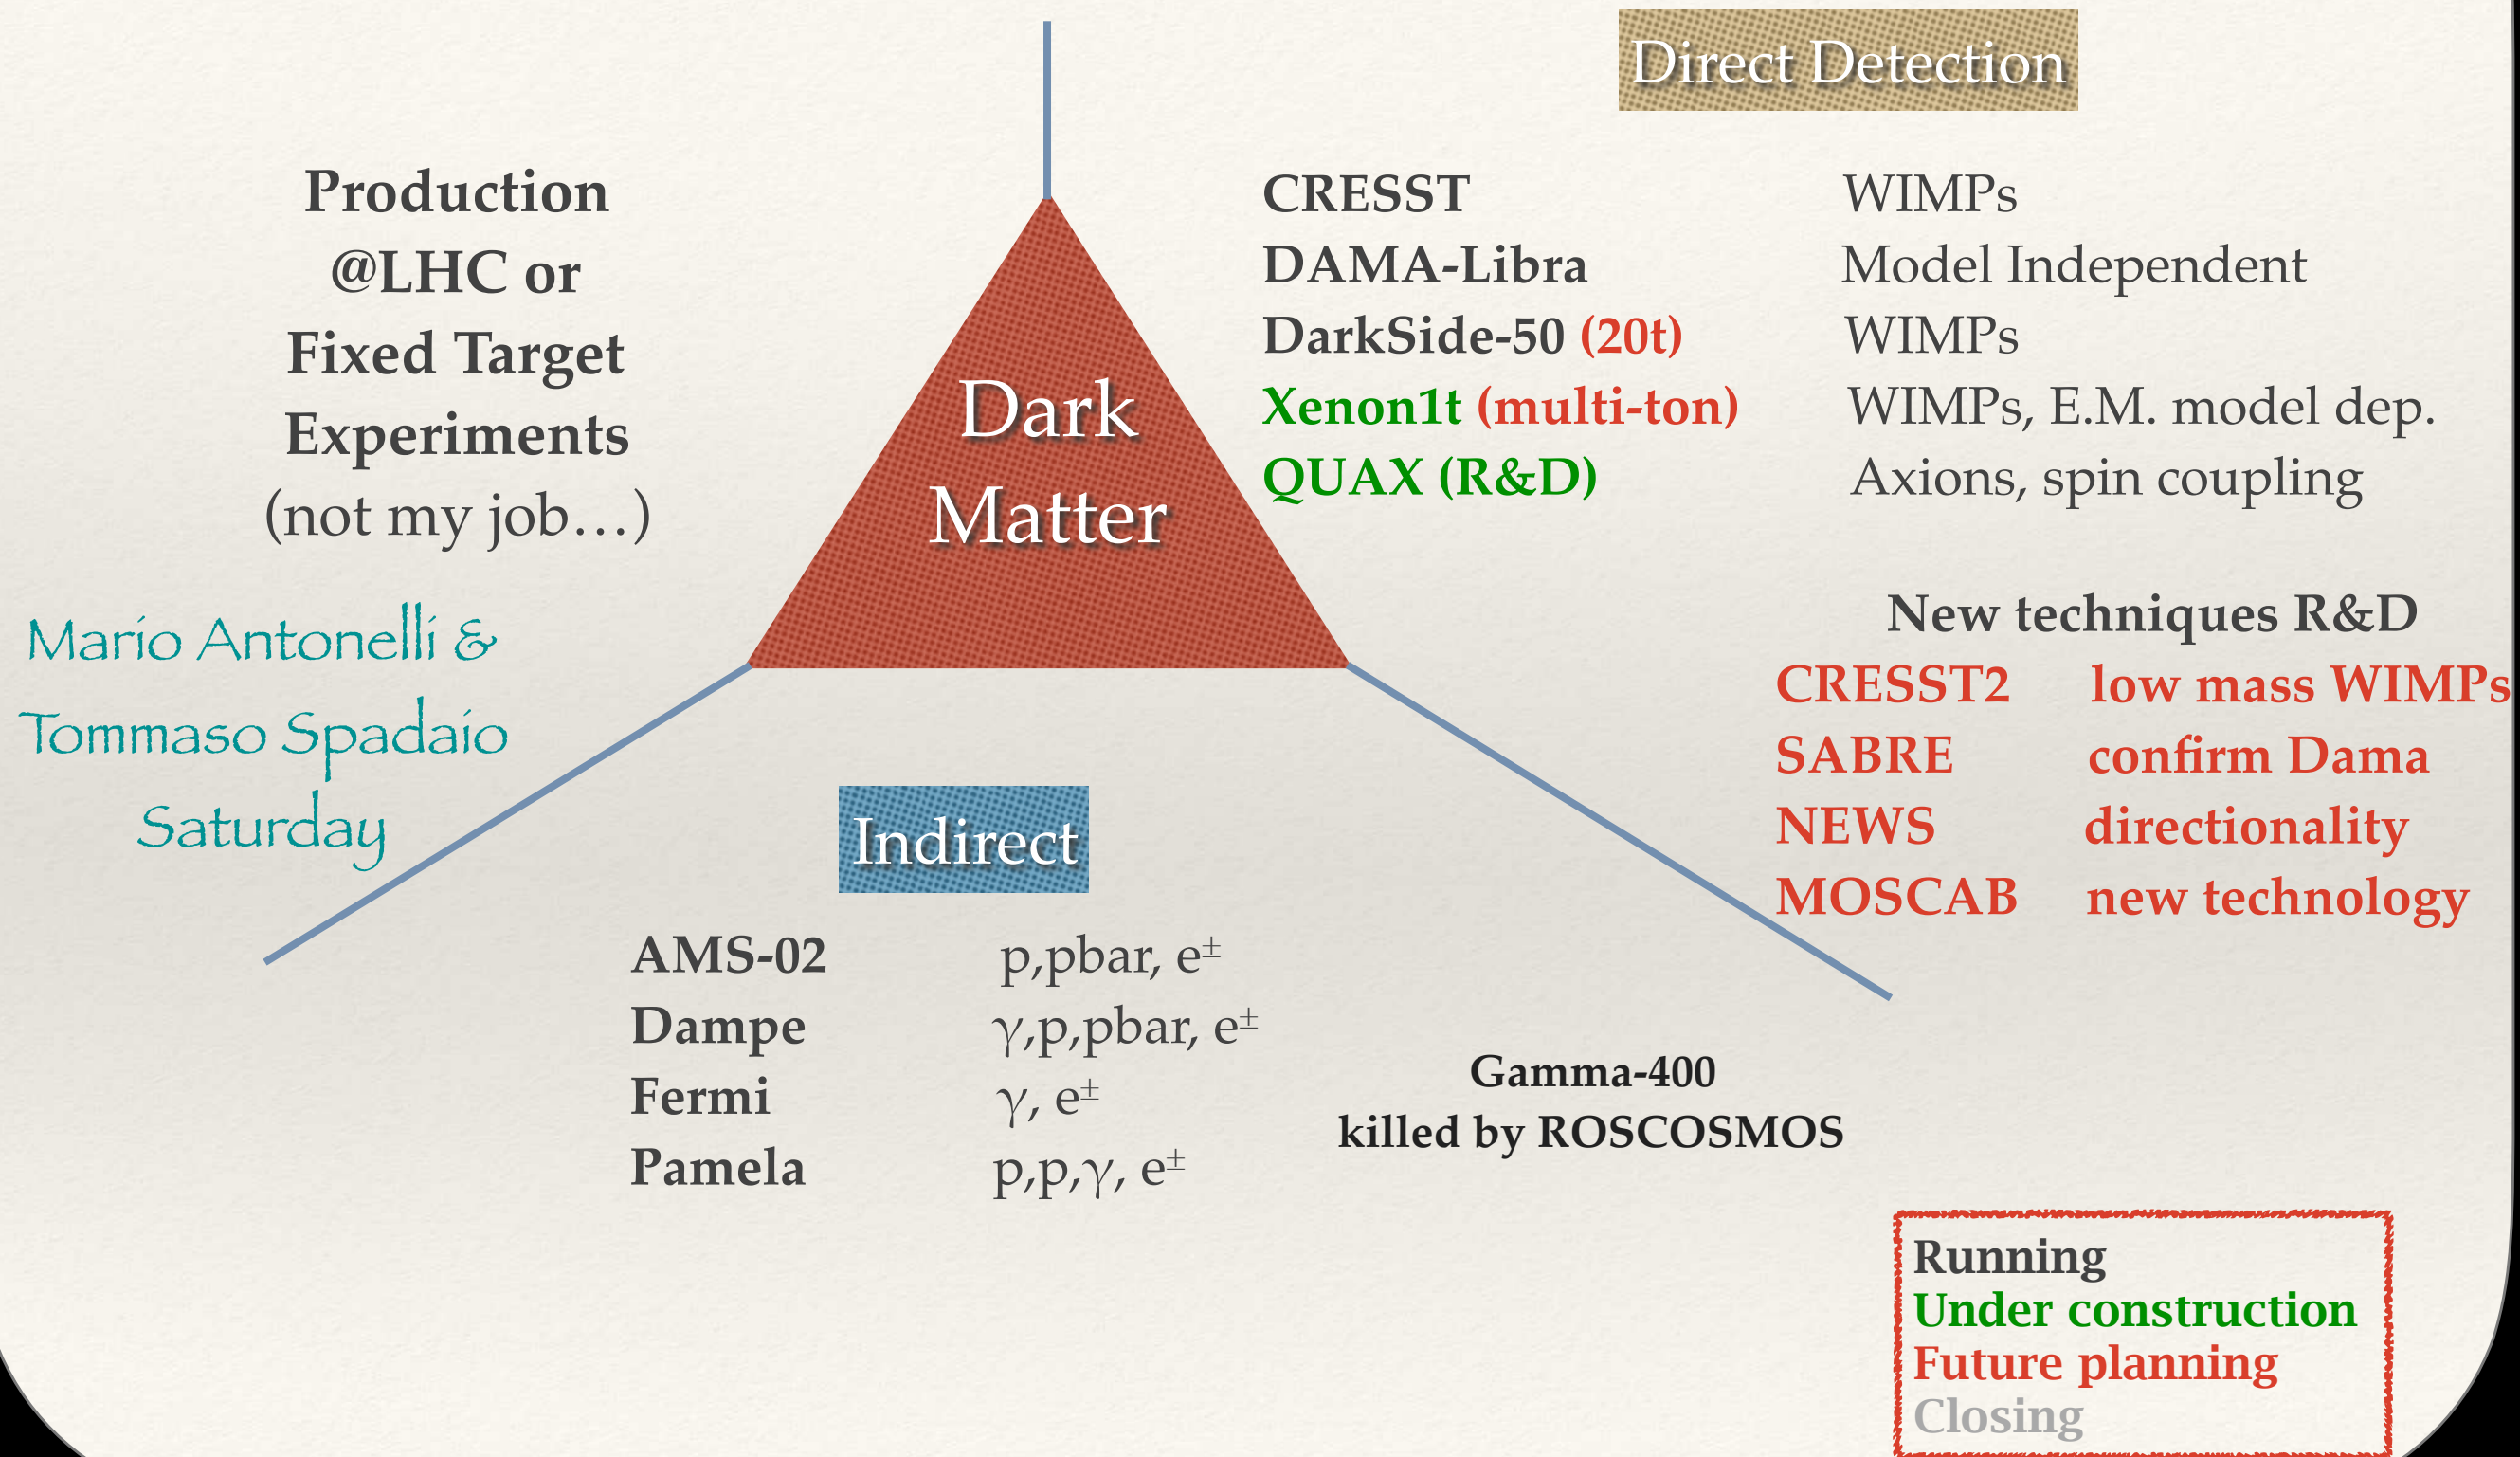 Direct Detection
Production
@LHC or
Fixed Target
Experiments
(not my job…)
Mario Antonelli &
Tommaso Spadaio
Saturday
Dark
Matter
CRESST WIMPs
DAMA-Libra Model Independent
DarkSide-50 (20t) WIMPs
Xenon1t (multi-ton) WIMPs, E.M. model dep.
QUAX (R&D) Axions, spin coupling
New techniques R&D
CRESST2 low mass WIMPs
SABRE confirm Dama
NEWS directionality
MOSCAB new technology
Indirect
AMS-02 p,pbar, e±
Dampe γ,p,pbar, e±
Fermi γ, e±
Pamela p,p,γ, e±
Gamma-400
killed by ROSCOSMOS
Running
Under construction
Future planning
Closing